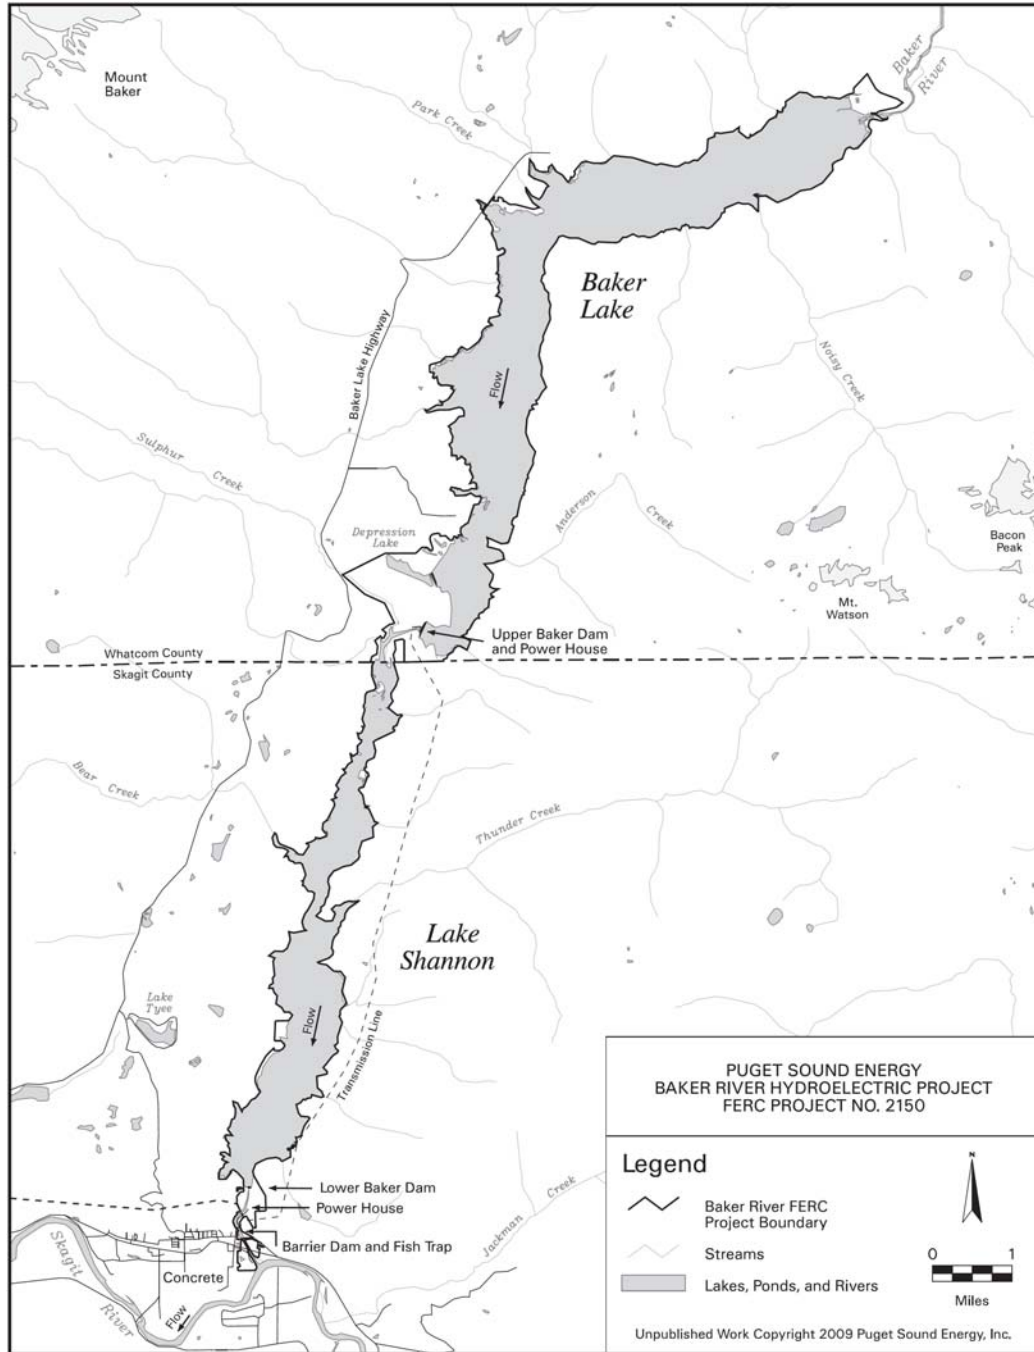 Mount
Baker
Park Creek
Baker
River
Baker
Lake
Baker Lake Highway
Flow
Noisy Creek
Sulphur Creek
Anderson Creek
Depression
Lake
Bacon
Peak
Mt.
Watson
Upper Baker Dam
and Power House
Whatcom County
Skagit County
Bear Creek
Thunder Creek
Lake
Shannon
Lake
Tyee
Flow
Transmission Line
PUGET SOUND ENERGY
BAKER RIVER HYDROELECTRIC PROJECT
FERC PROJECT NO. 2150
Legend
N
Baker River FERC
Project Boundary
Streams
Lakes, Ponds, and Rivers
0 1
Miles
Unpublished Work Copyright 2009 Puget Sound Energy, Inc.
Lower Baker Dam
Power House
Barrier Dam and Fish Trap
Jackman Creek
Concrete
Skagit
River
Flow